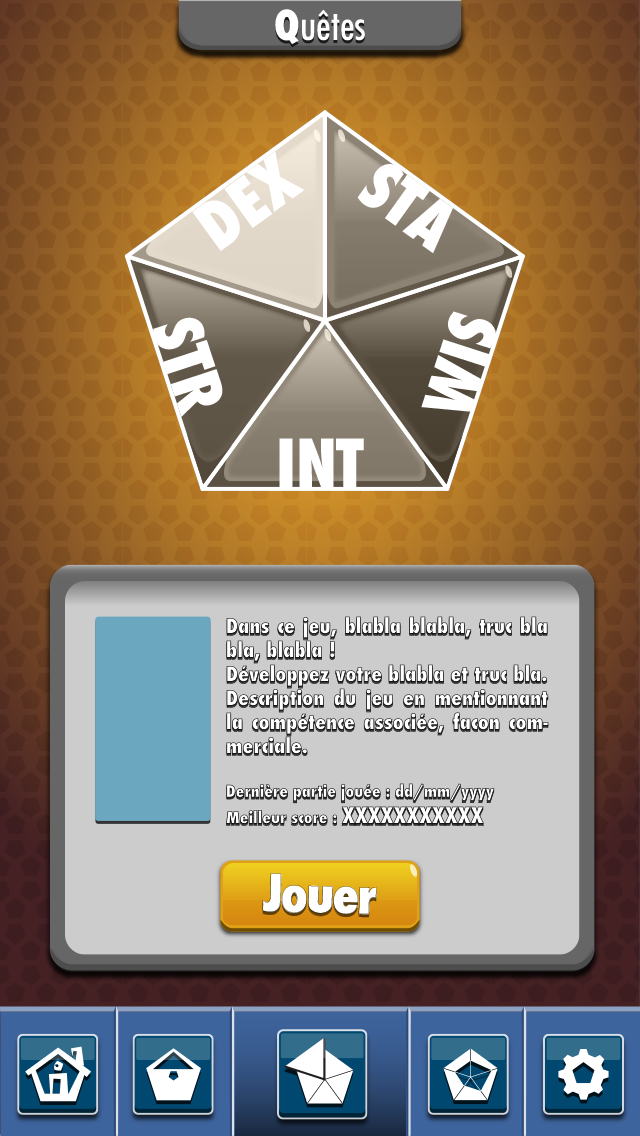 Quêtes
DEX
STA
STR
WIS
INT
Dans ce jeu, blabla blabla, truc bla
bla, blabla !
Développez votre blabla et truc bla.
Description du jeu en mentionnant
la compétence associée, facon com-
merciale.
Dernière partie jouée : dd/mm/yyyy
Meilleur score : XXXXXXXXXXX
Jouer